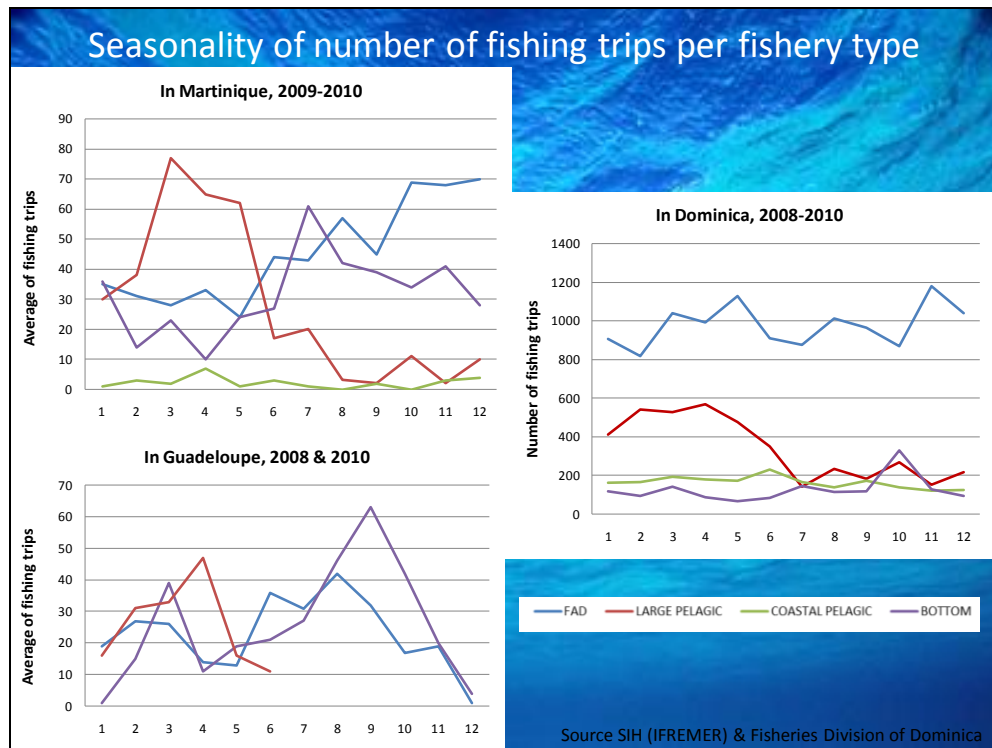 Seasonality of number of fishing trips per fishery type
In Martinique, 2009-2010
Average of fishing trips
90
80
70
60
50
40
30
20
10
0
1 2 3 4 5 6 7 8 9 10 11 12
In Guadeloupe, 2008 & 2010
Average of fishing trips
70
60
50
40
30
20
10
0
1 2 3 4 5 6 7 8 9 10 11 12
In Dominica, 2008-2010
Number of fishing trips
1400
1200
1000
800
600
400
200
0
1 2 3 4 5 6 7 8 9 10 11 12
FAD LARGE PELAGIC COASTAL PELAGIC BOTTOM
Source SIH (IFREMER) & Fisheries Division of Dominica